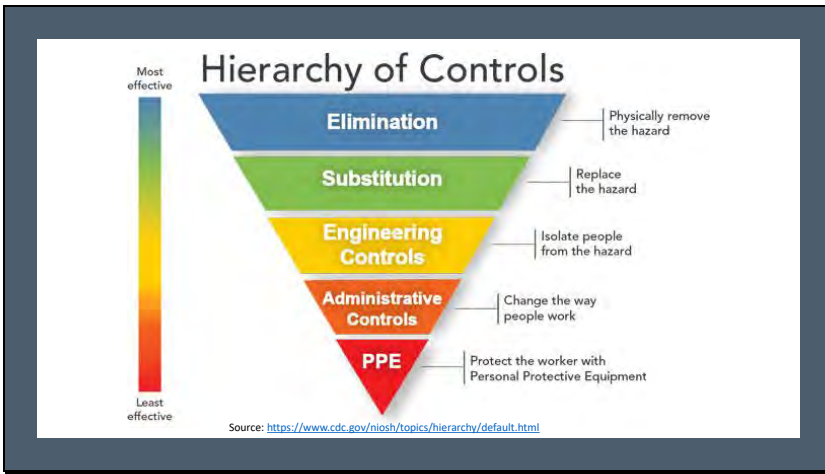 Hierarchy of Controls
Most
effective
Elimination
Physically remove
the hazard
Substitution
Replace
the hazard
Engineering
Controls
Isolate people
from the hazard
Administrative
Controls
Change the way
people work
PPE
Protect the worker with
Personal Protective Equipment
Least
effective
Source: https://www.cdc.gov/niosh/topics/hierarchy/default.html